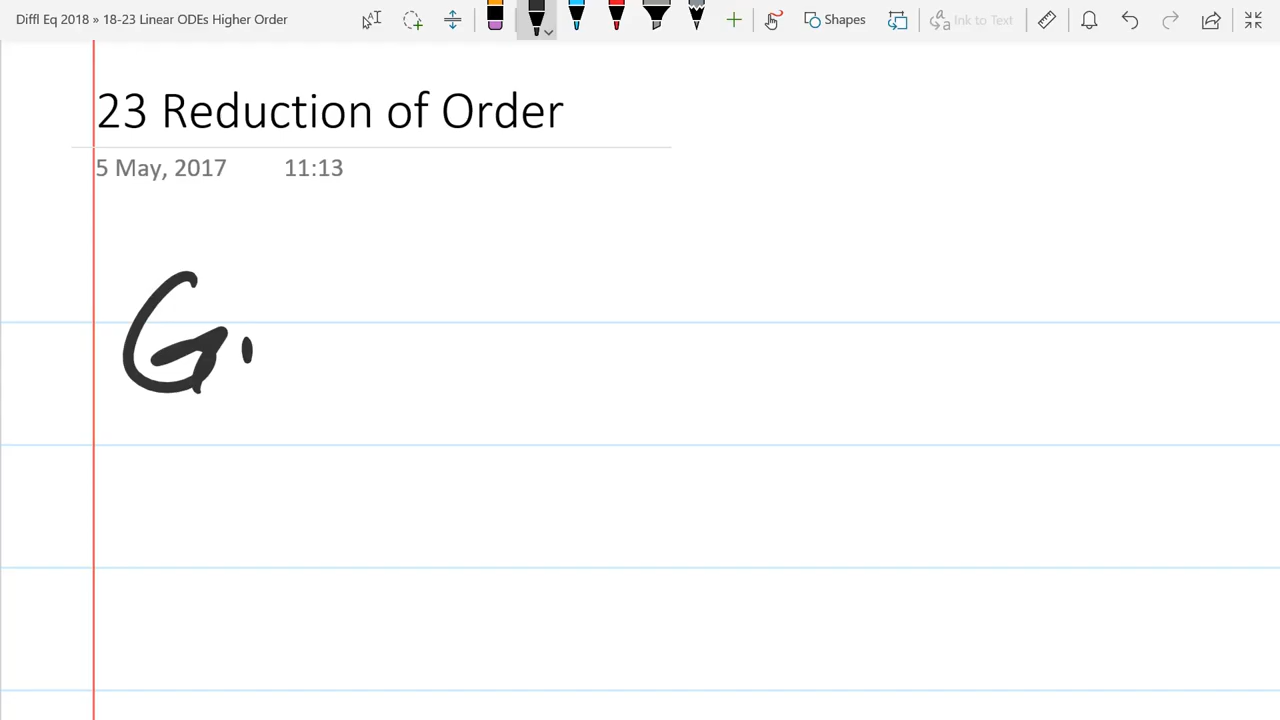 Diffl Eq 2018 » 18-23 Linear ODEs Higher Order
Shapes
Ink to Text
23 Reduction of Order
5 May, 2017 11:13
G